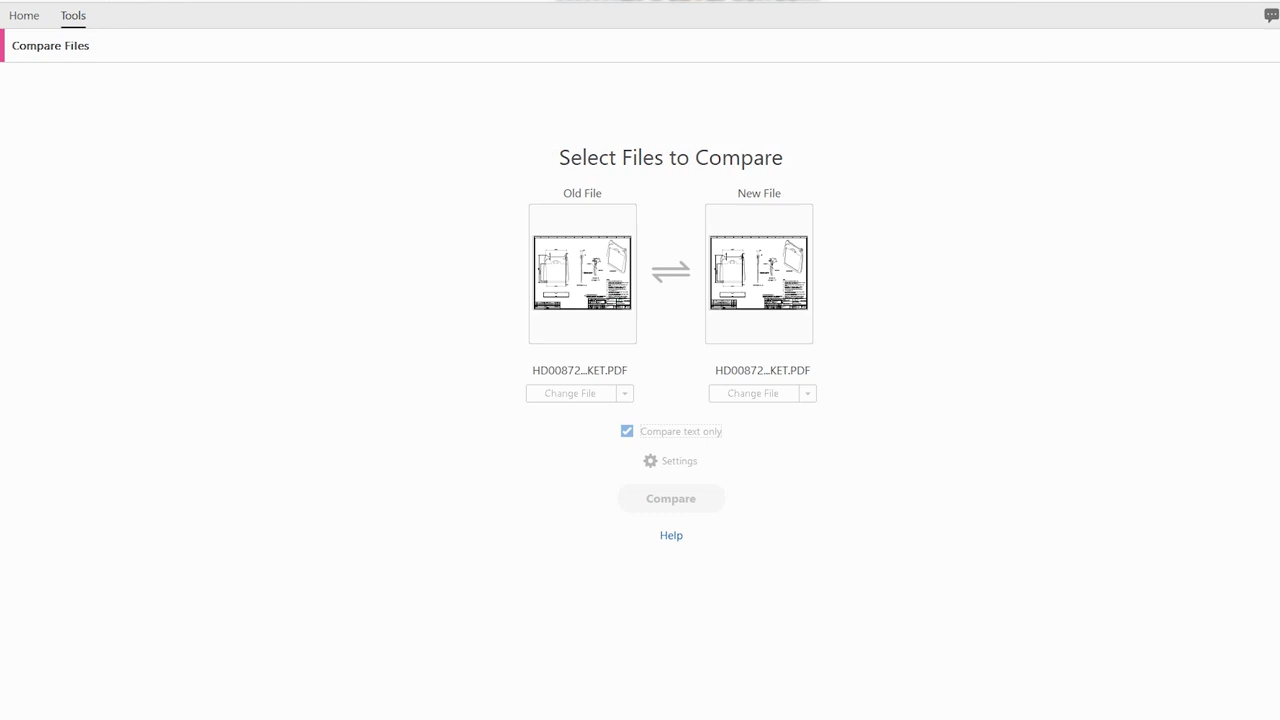 Home Tools
Compare Files
Select Files to Compare
Old File New File
HD00872...KET.PDF HD00872...KET.PDF
Change File Change File
Compare text only
Settings
Compare
Help